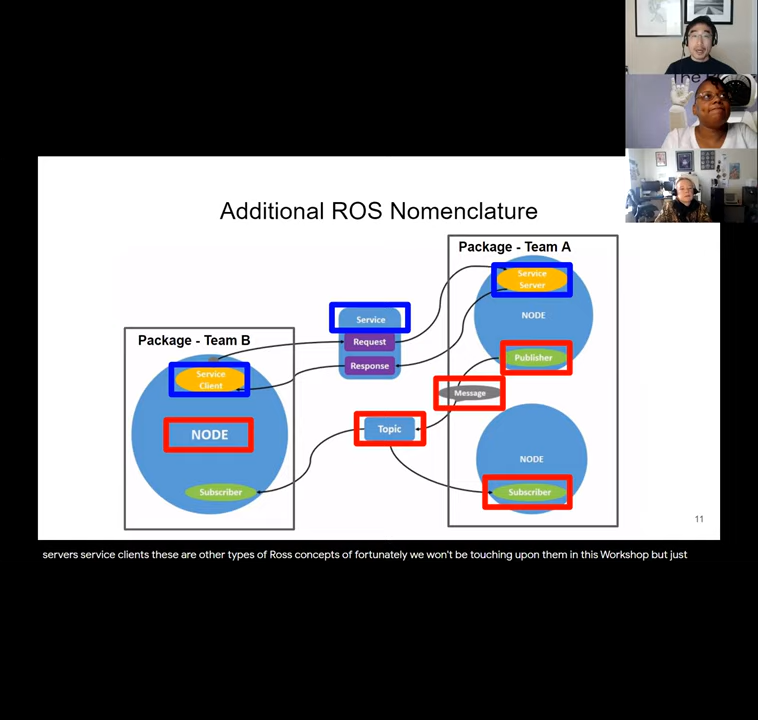 The
Additional ROS Nomenclature
Package - Team A
Service
Server
NODE
Service
Package - Team B
Request
Response
Publisher
Service
Client
Message
Topic
NODE
NODE
Subscriber
Subscriber
11
servers service clients these are other types of Ross concepts of fortunately we won't be touching upon them in this Workshop but just